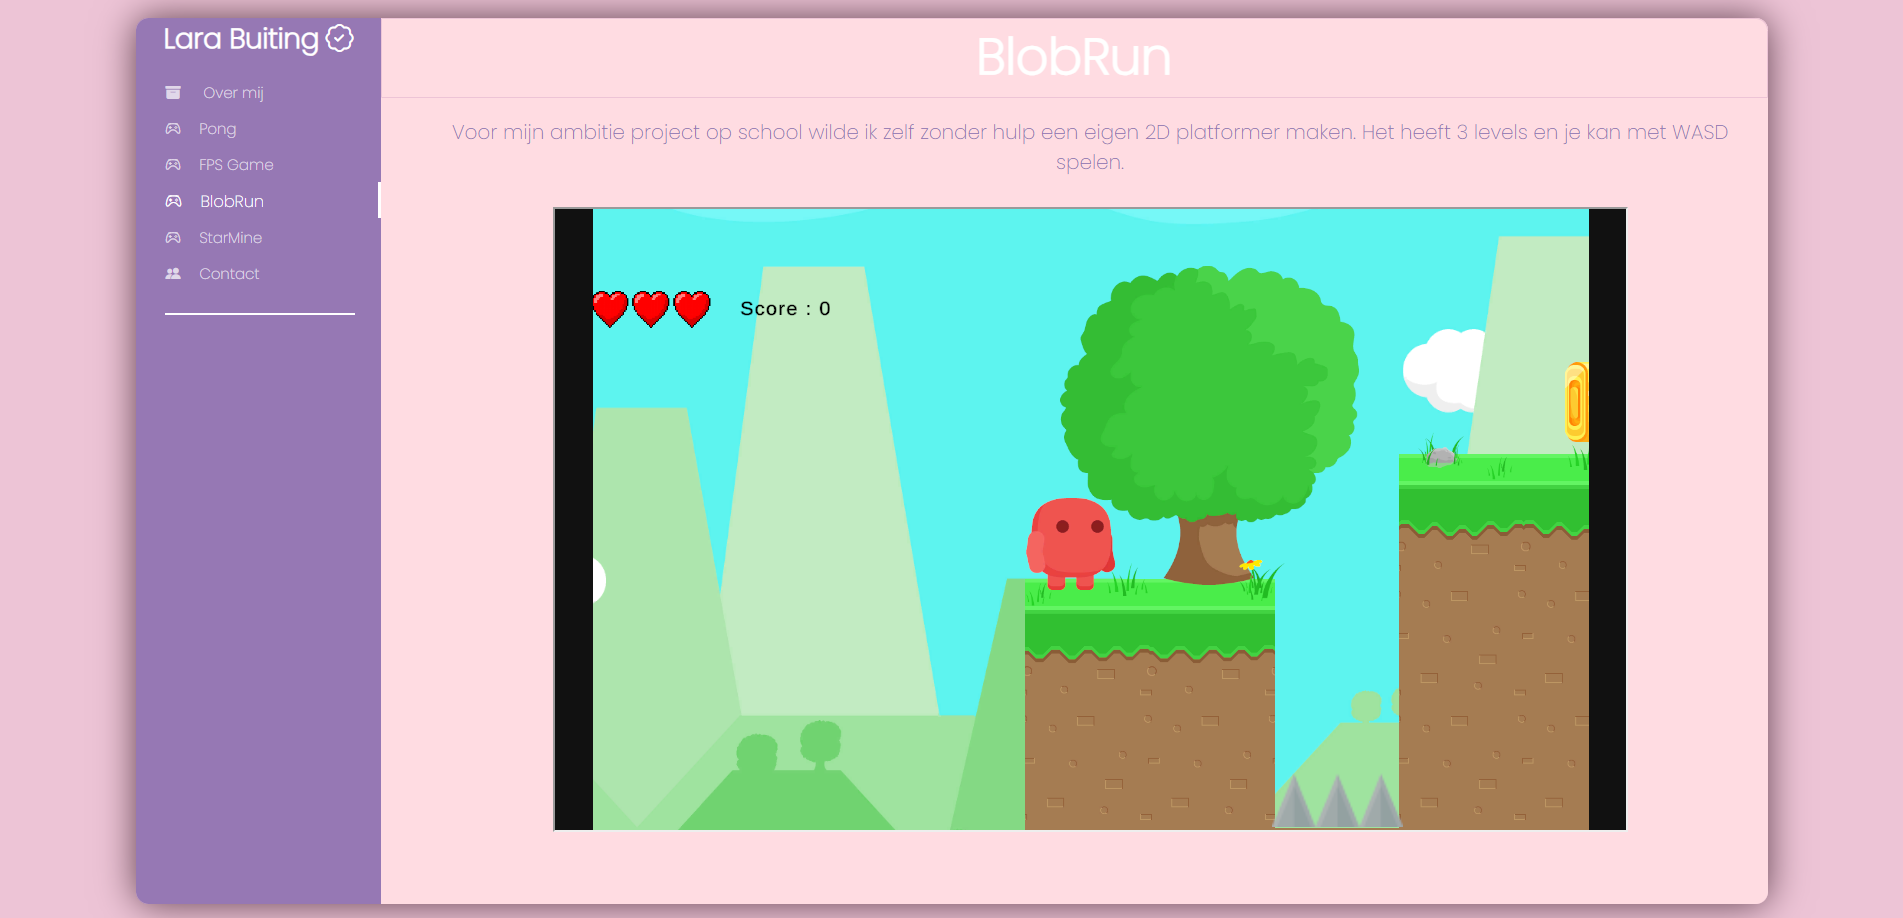 Lara Buiting
Over mij
Pong
FPS Game
BlobRun
StarMine
Contact
BlobRun
Voor mijn ambitie project op school wilde ik zelf zonder hulp een eigen 2D platformer maken. Het heeft 3 levels en je kan met WASD
spelen.
Score : 0